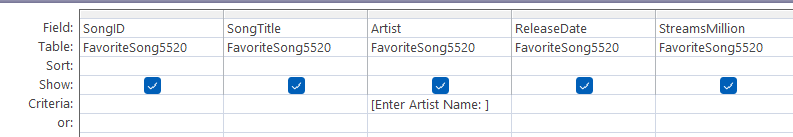 Field: SongID SongTitle Artist ReleaseDate StreamsMillion
Table: FavoriteSong5520 FavoriteSong5520 FavoriteSong5520 FavoriteSong5520 FavoriteSong5520
Sort:
Show:
Criteria: [Enter Artist Name: ]
or: